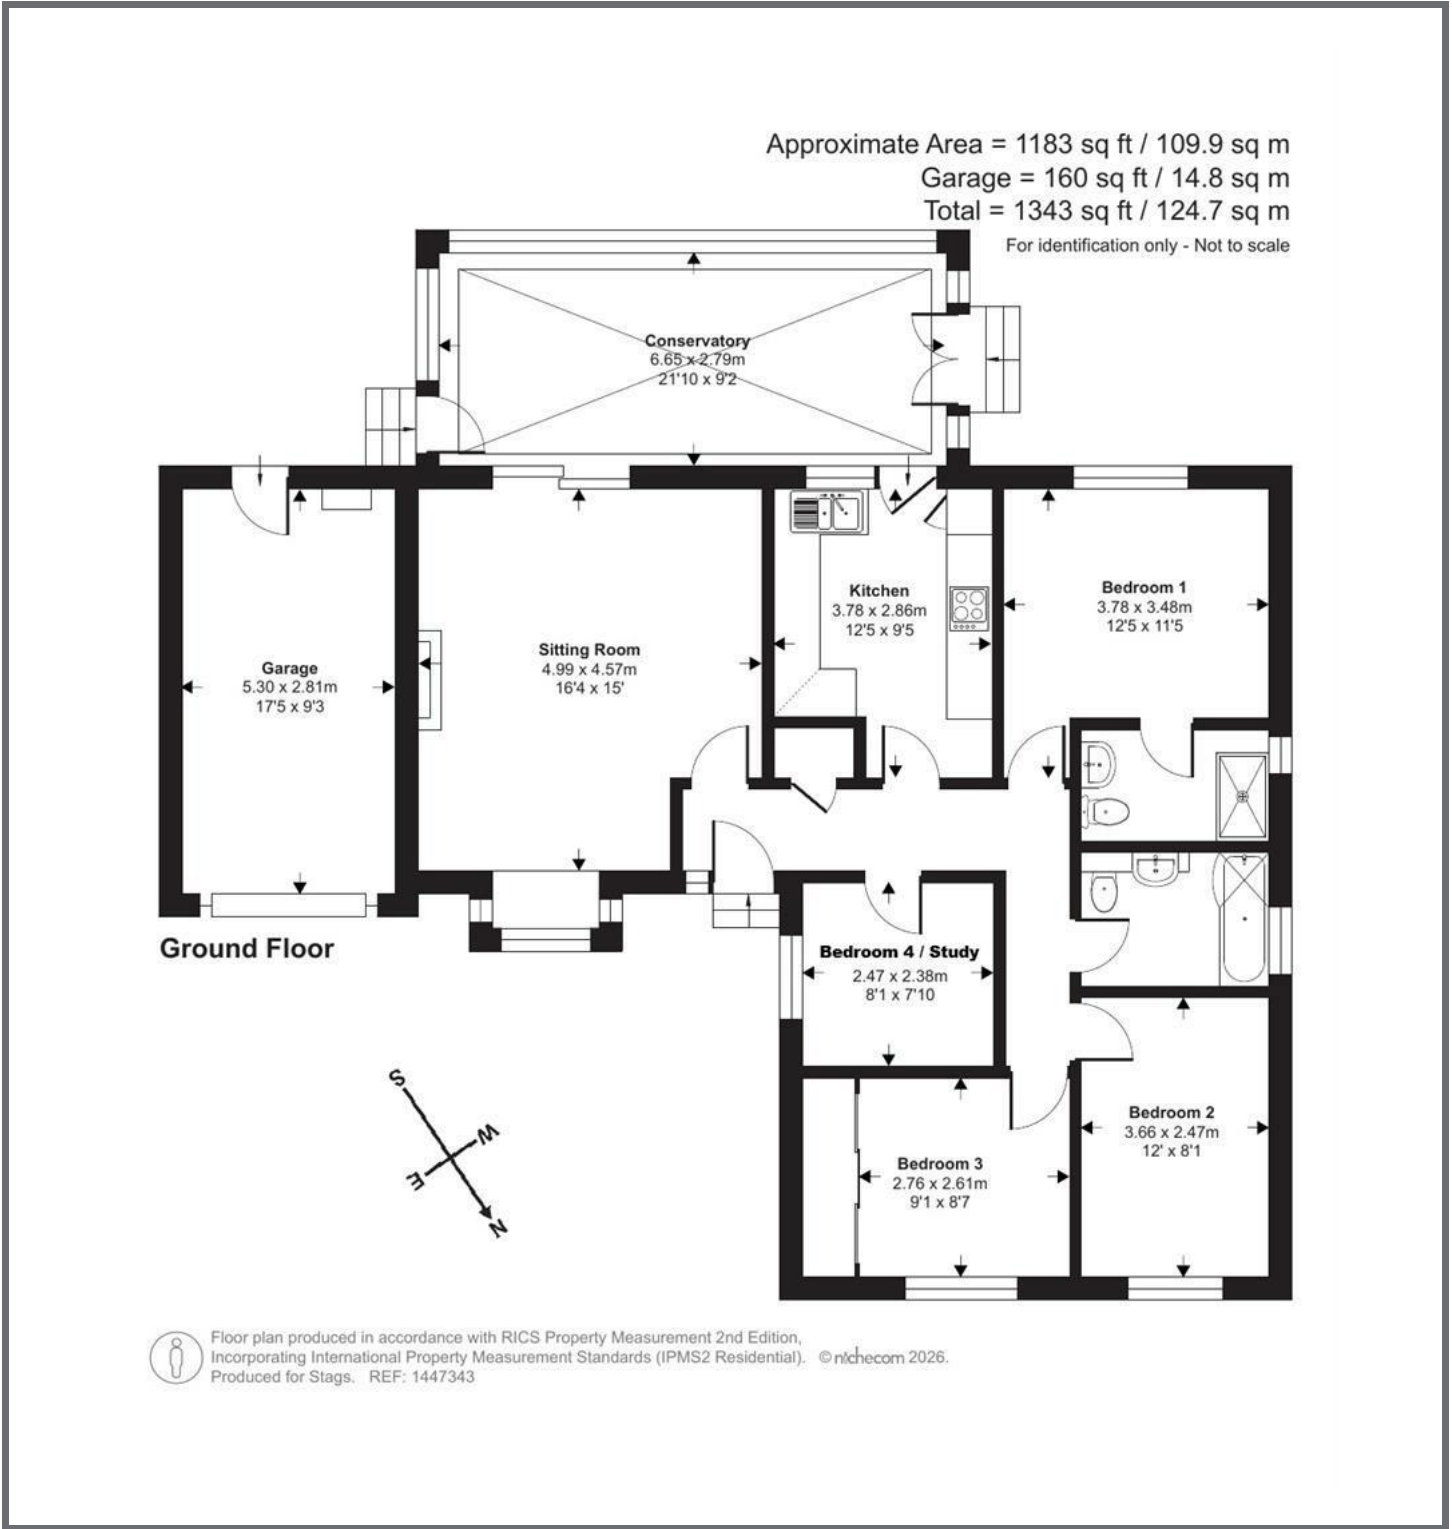 Approximate Area = 1183 sq ft / 109.9 sq m
Garage = 160 sq ft / 14.8 sq m
Total = 1343 sq ft / 124.7 sq m
For identification only - Not to scale
Conservatory
6.65 x 2.79m
21'10 x 9'2
Kitchen
3.78 x 2.86m
12'5 x 9'5
Bedroom 1
3.78 x 3.48m
12'5 x 11'5
Sitting Room
4.99 x 4.57m
16'4 x 15'
Garage
5.30 x 2.81m
17'5 x 9'3
Ground Floor
Bedroom 4 / Study
2.47 x 2.38m
8'1 x 7'10
Bedroom 2
3.66 x 2.47m
12' x 8'1
Bedroom 3
2.76 x 2.61m
9'1 x 8'7
S
W
E
N
Floor plan produced in accordance with RICS Property Measurement 2nd Edition,
Incorporating International Property Measurement Standards (IPMS2 Residential). ©nichecom 2026.
Produced for Stags. REF: 1447343